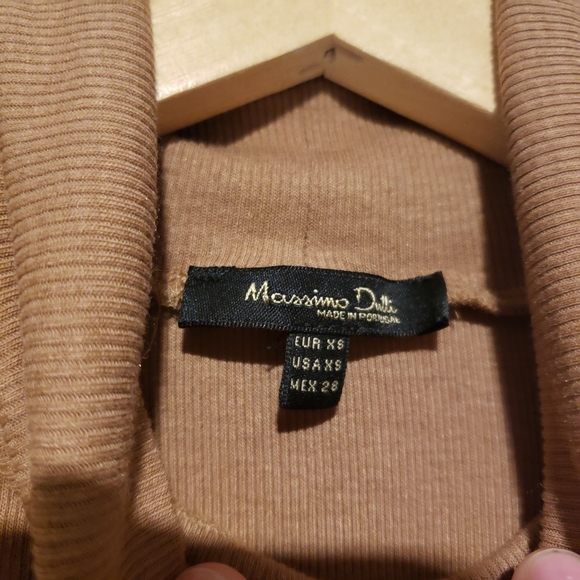 Massimo Dutti
MADE IN PORTUGAL
EUR XS
USA XS
MEX 26